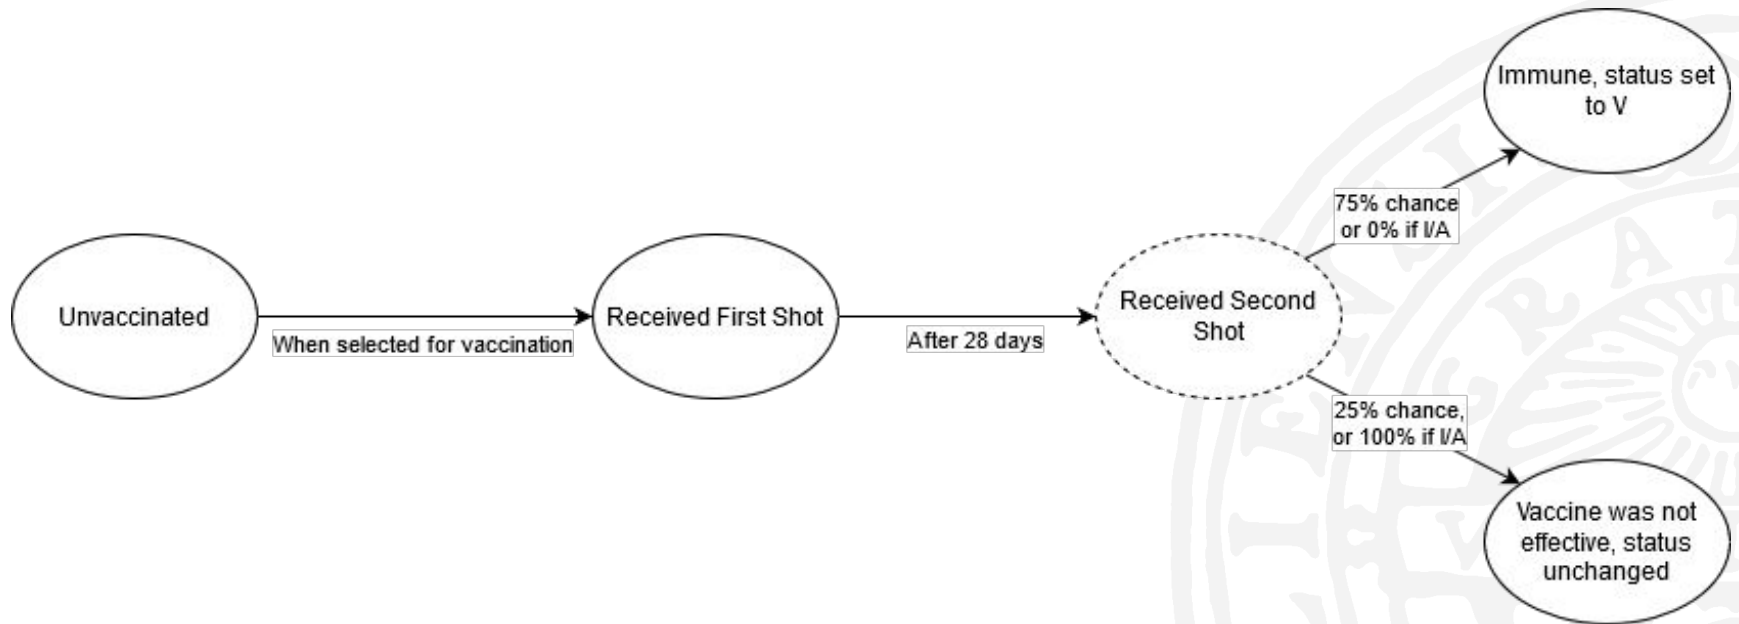 Immune, status set
to V
75% chance
or 0% if I/A
Unvaccinated
When selected for vaccination
Received First Shot
After 28 days
Received Second
Shot
25% chance,
or 100% if I/A
Vaccine was not
effective, status
unchanged